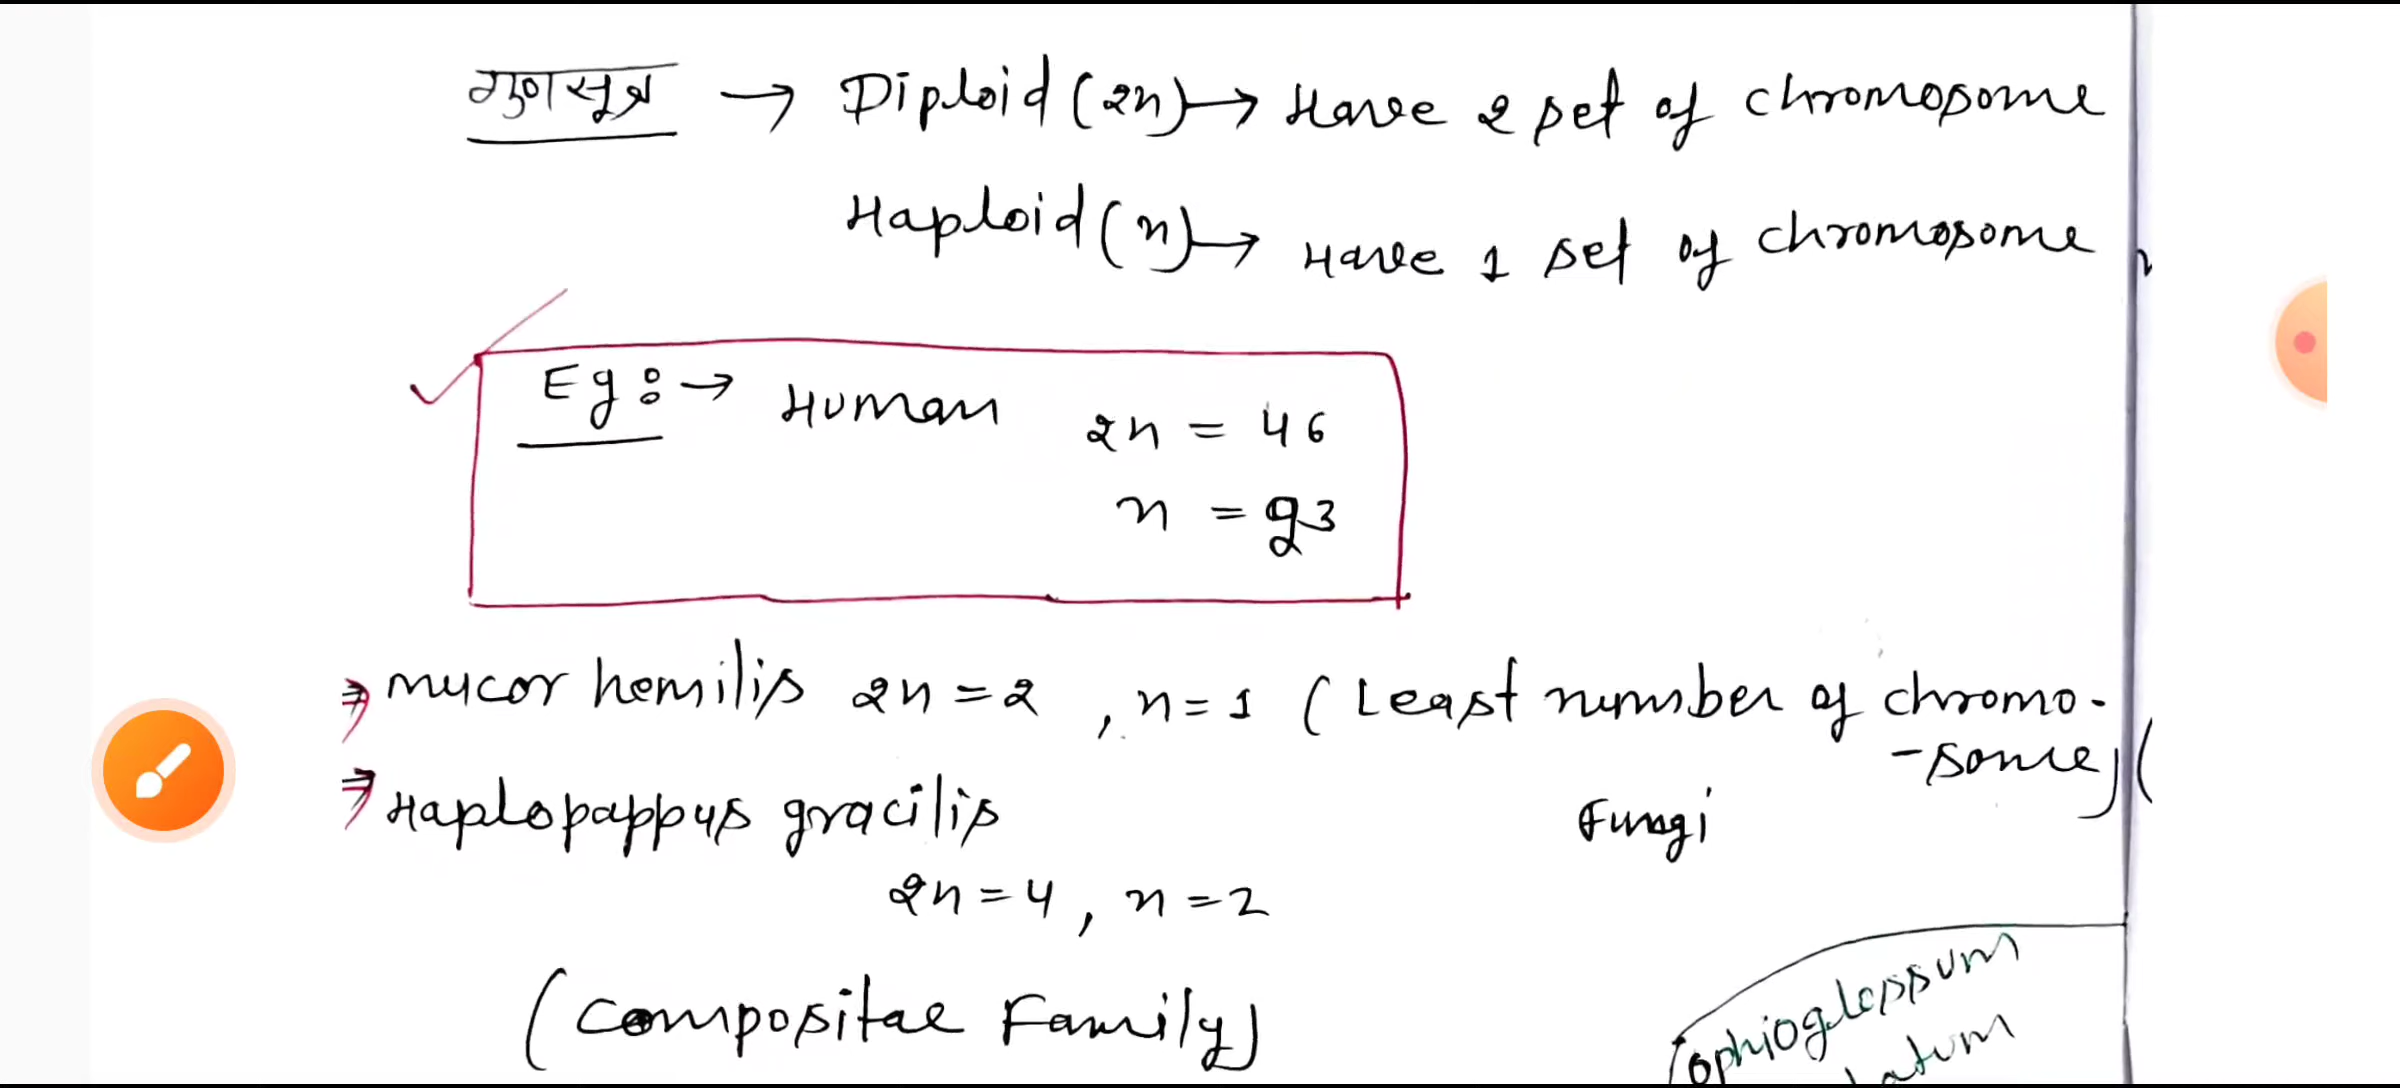 गुणसूत्र → Diploid (2n) → Have 2 set of chromosome
Haploid (n) → Have 1 set of chromosome
Eg: → Human 2n = 46
n = 23
⇒ mucor hemilis 2n = 2 , n = 1 (Least number of chromo-
-some)
⇒ Haplopappus gracilis
Fungi
2n = 4 , n = 2
(Compositae Family)
ophioglossum